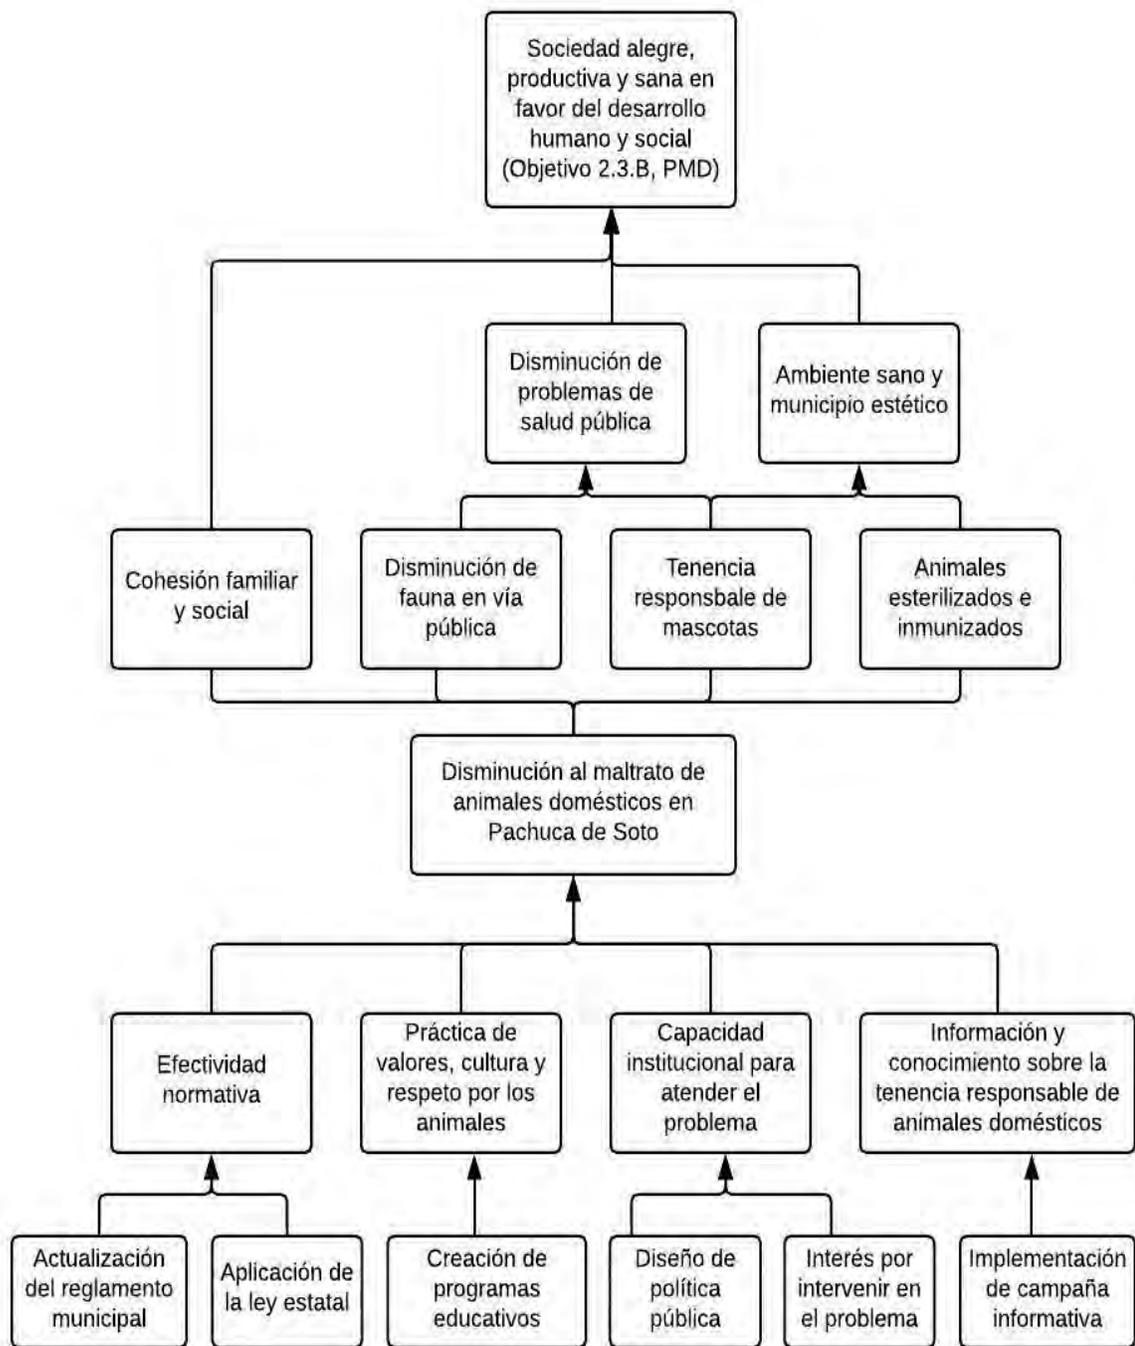 Sociedad alegre,
productiva y sana en
favor del desarrollo
humano y social
(Objetivo 2.3.B, PMD)
Disminución de
problemas de
salud pública
Ambiente sano y
municipio estético
Cohesión familiar
y social
Disminución de
fauna en vía
pública
Tenencia
responsbale de
mascotas
Animales
esterilizados e
inmunizados
Disminución al maltrato de
animales domésticos en
Pachuca de Soto
Efectividad
normativa
Práctica de
valores, cultura y
respeto por los
animales
Capacidad
institucional para
atender el
problema
Información y
conocimiento sobre la
tenencia responsable de
animales domésticos
Actualización
del reglamento
municipal
Aplicación de
la ley estatal
Creación de
programas
educativos
Diseño de
política
pública
Interés por
intervenir en
el problema
Implementación
de campaña
informativa